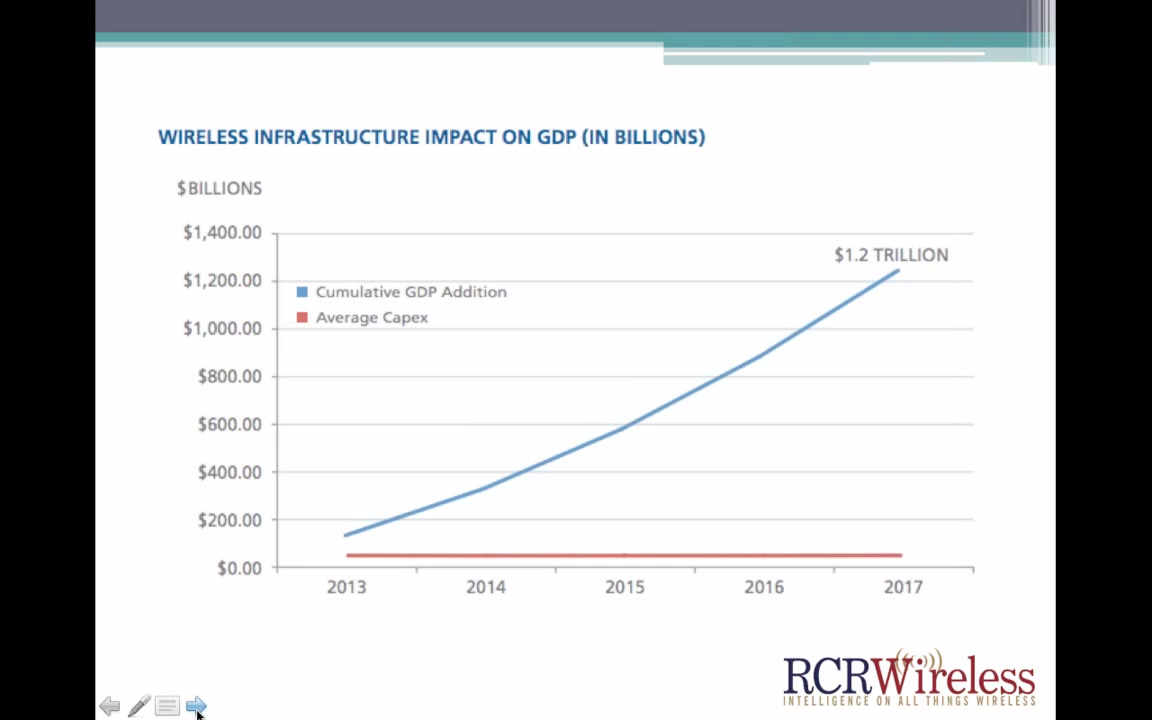 WIRELESS INFRASTRUCTURE IMPACT ON GDP (IN BILLIONS)
$BILLIONS
$1,400.00
$1.2 TRILLION
$1,200.00
Cumulative GDP Addition
Average Capex
$1,000.00
$800.00
$600.00
$400.00
$200.00
$0.00
2013 2014 2015 2016 2017
RCRWireless
INTELLIGENCE ON ALL THINGS WIRELESS